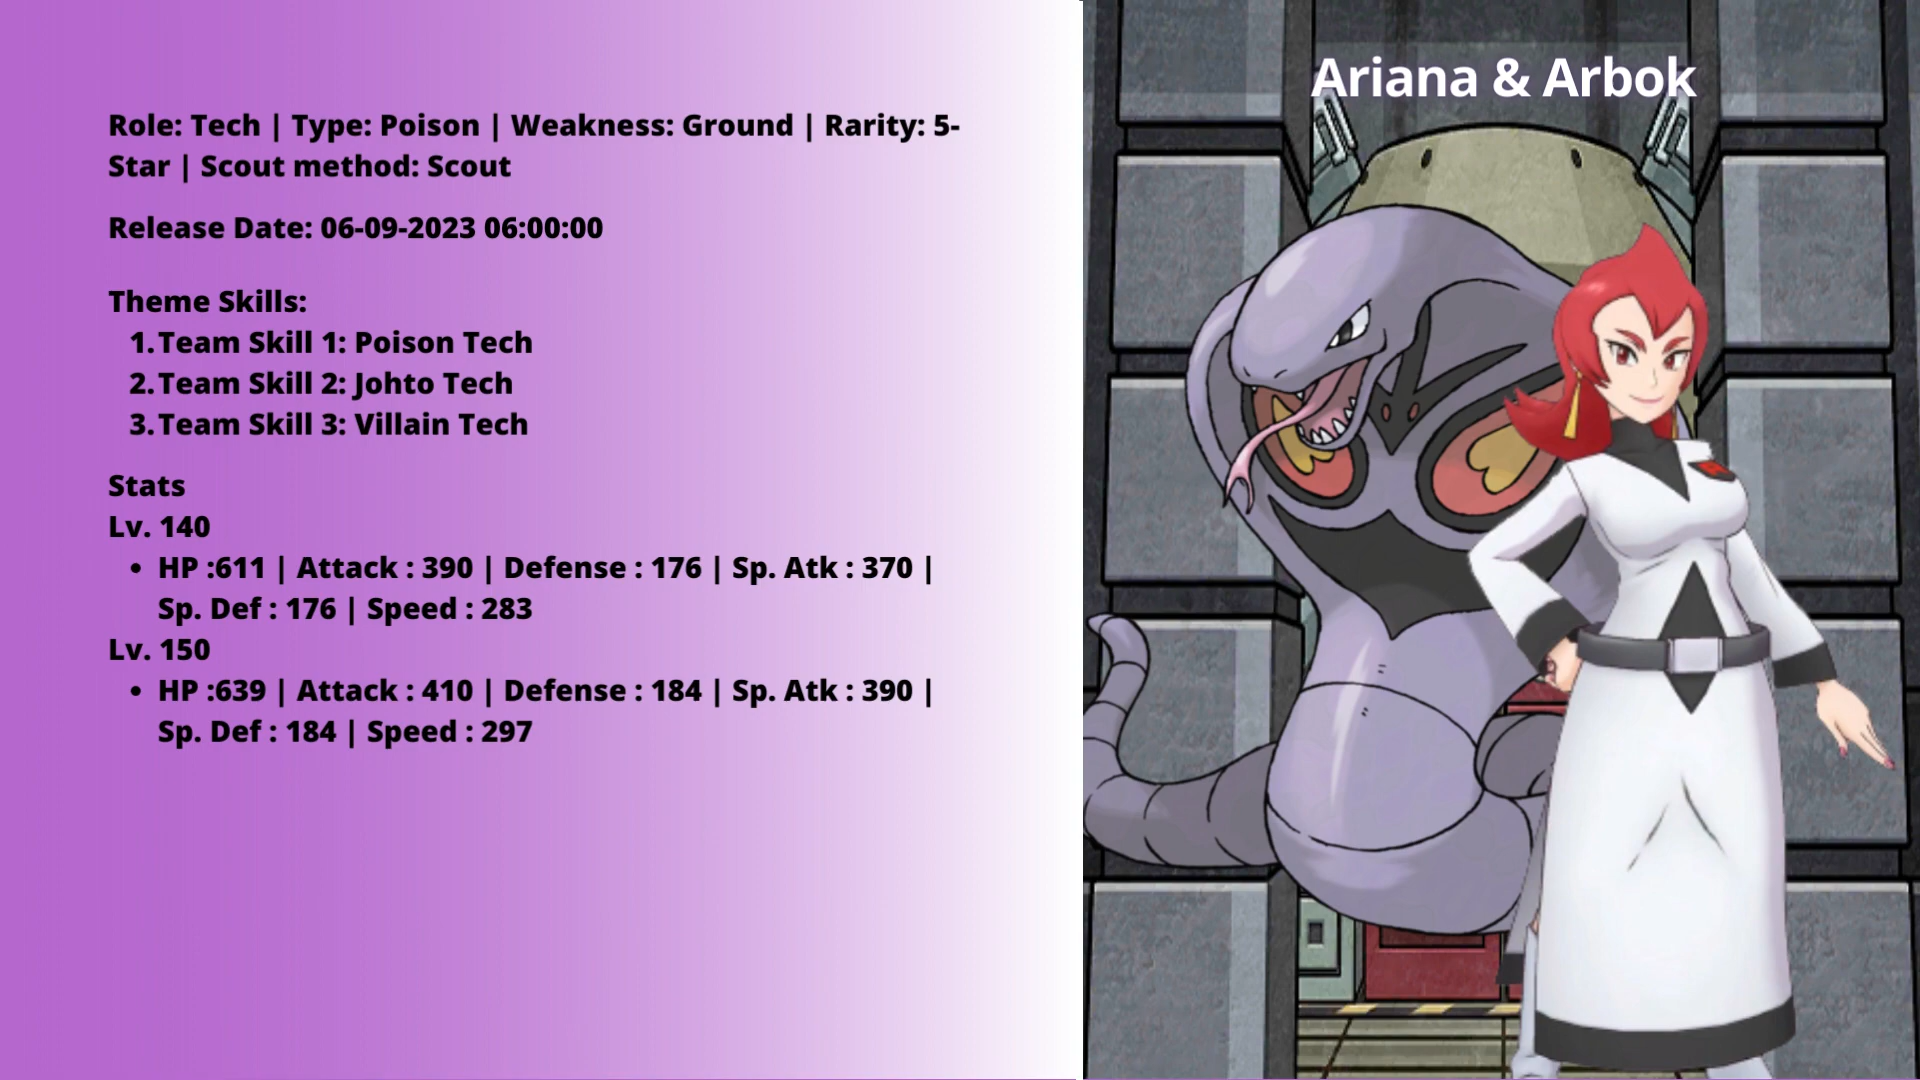 Ariana & Arbok
Role: Tech | Type: Poison | Weakness: Ground | Rarity: 5-
Star | Scout method: Scout
Release Date: 06-09-2023 06:00:00
Theme Skills:
1. Team Skill 1: Poison Tech
2. Team Skill 2: Johto Tech
3. Team Skill 3: Villain Tech
Stats
Lv. 140
• HP :611 | Attack : 390 | Defense : 176 | Sp. Atk : 370 |
Sp. Def : 176 | Speed : 283
Lv. 150
• HP :639 | Attack : 410 | Defense : 184 | Sp. Atk : 390 |
Sp. Def : 184 | Speed : 297